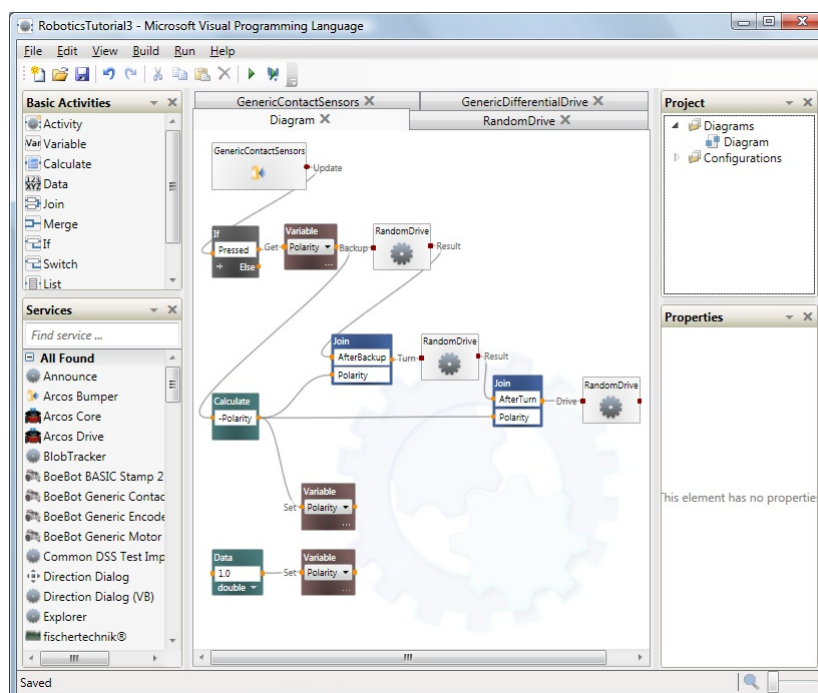 RoboticsTutorial3 - Microsoft Visual Programming Language
File Edit View Build Run Help
Basic Activities
Activity
Var Variable
Calculate
123 XYZ Data
Join
Merge
If
Switch
List
Services
Find service ...
All Found
Announce
Arcos Bumper
Arcos Core
Arcos Drive
BlobTracker
BoeBot BASIC Stamp 2
BoeBot Generic Contac
BoeBot Generic Encode
BoeBot Generic Motor
Common DSS Test Imp
Direction Dialog
Direction Dialog (VB)
Explorer
fischertechnik®
GenericContactSensors GenericDifferentialDrive
Diagram RandomDrive
GenericContactSensors
Update
If
Pressed
Else
Get
Variable
Polarity
...
Backup
RandomDrive
Result
Join
AfterBackup
Polarity
Turn
RandomDrive
Result
Join
AfterTurn
Polarity
Drive
RandomDrive
Calculate
-Polarity
Set
Variable
Polarity
...
Data
1.0
double
Set
Variable
Polarity
...
Project
Diagrams
Diagram
Configurations
Properties
This element has no propertie
Saved